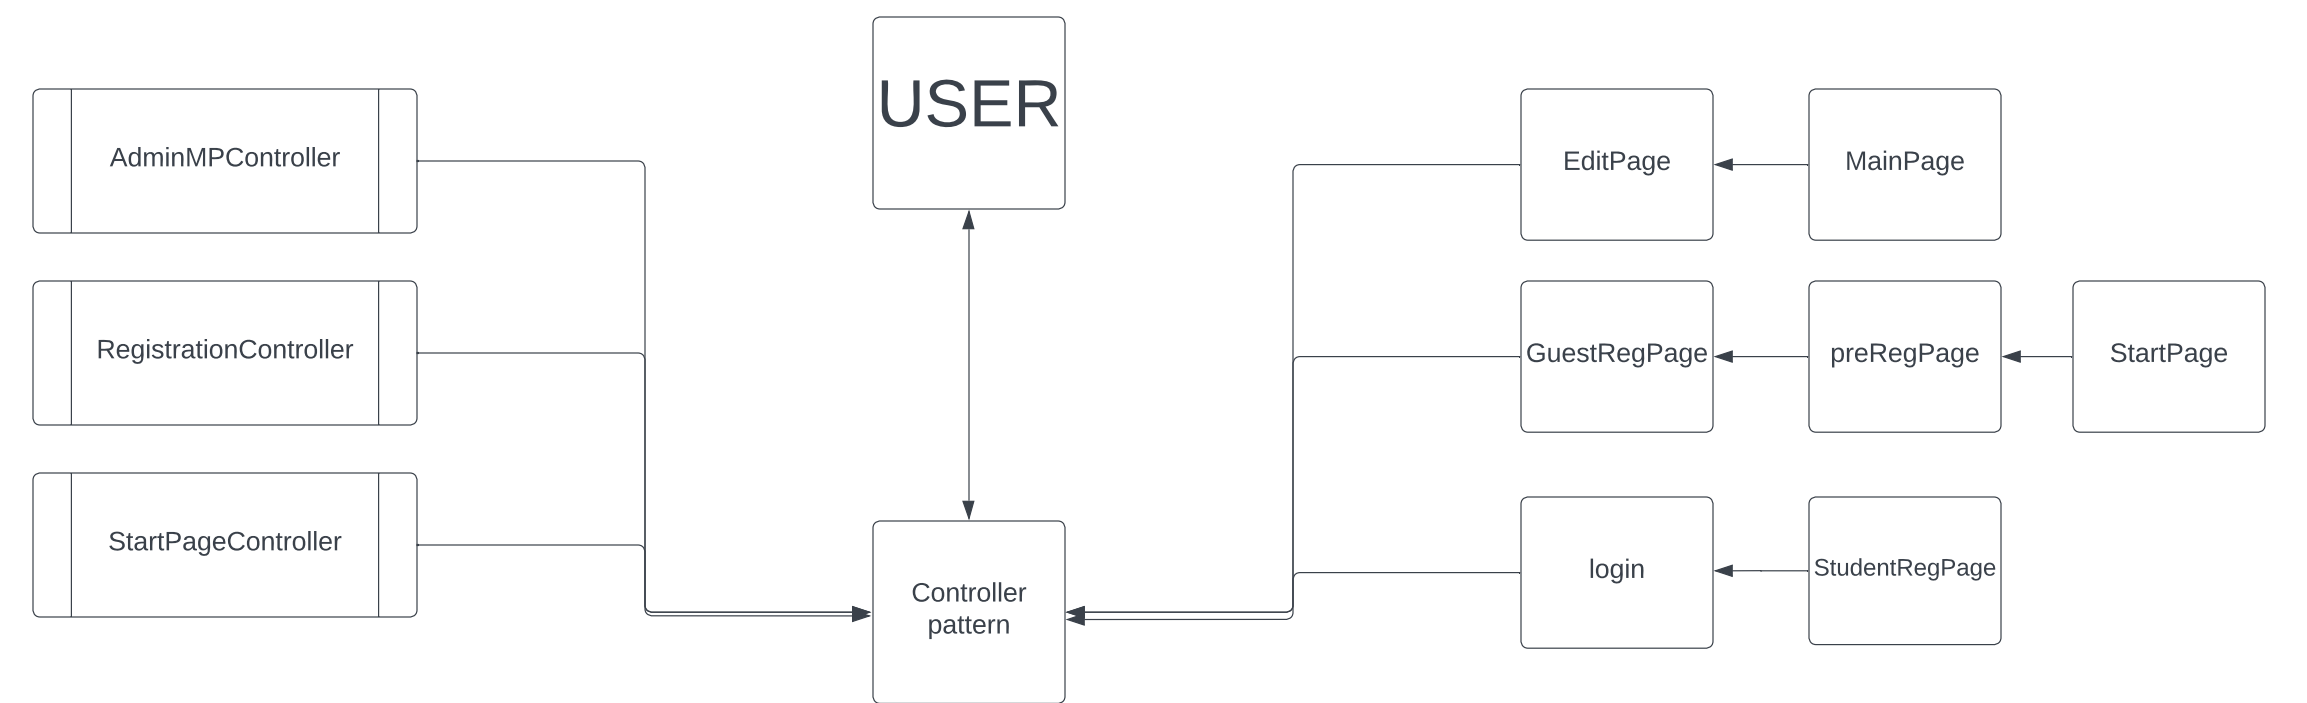 USER
AdminMPController
EditPage
MainPage
RegistrationController
GuestRegPage
preRegPage
StartPage
StartPageController
login
StudentRegPage
Controller
pattern